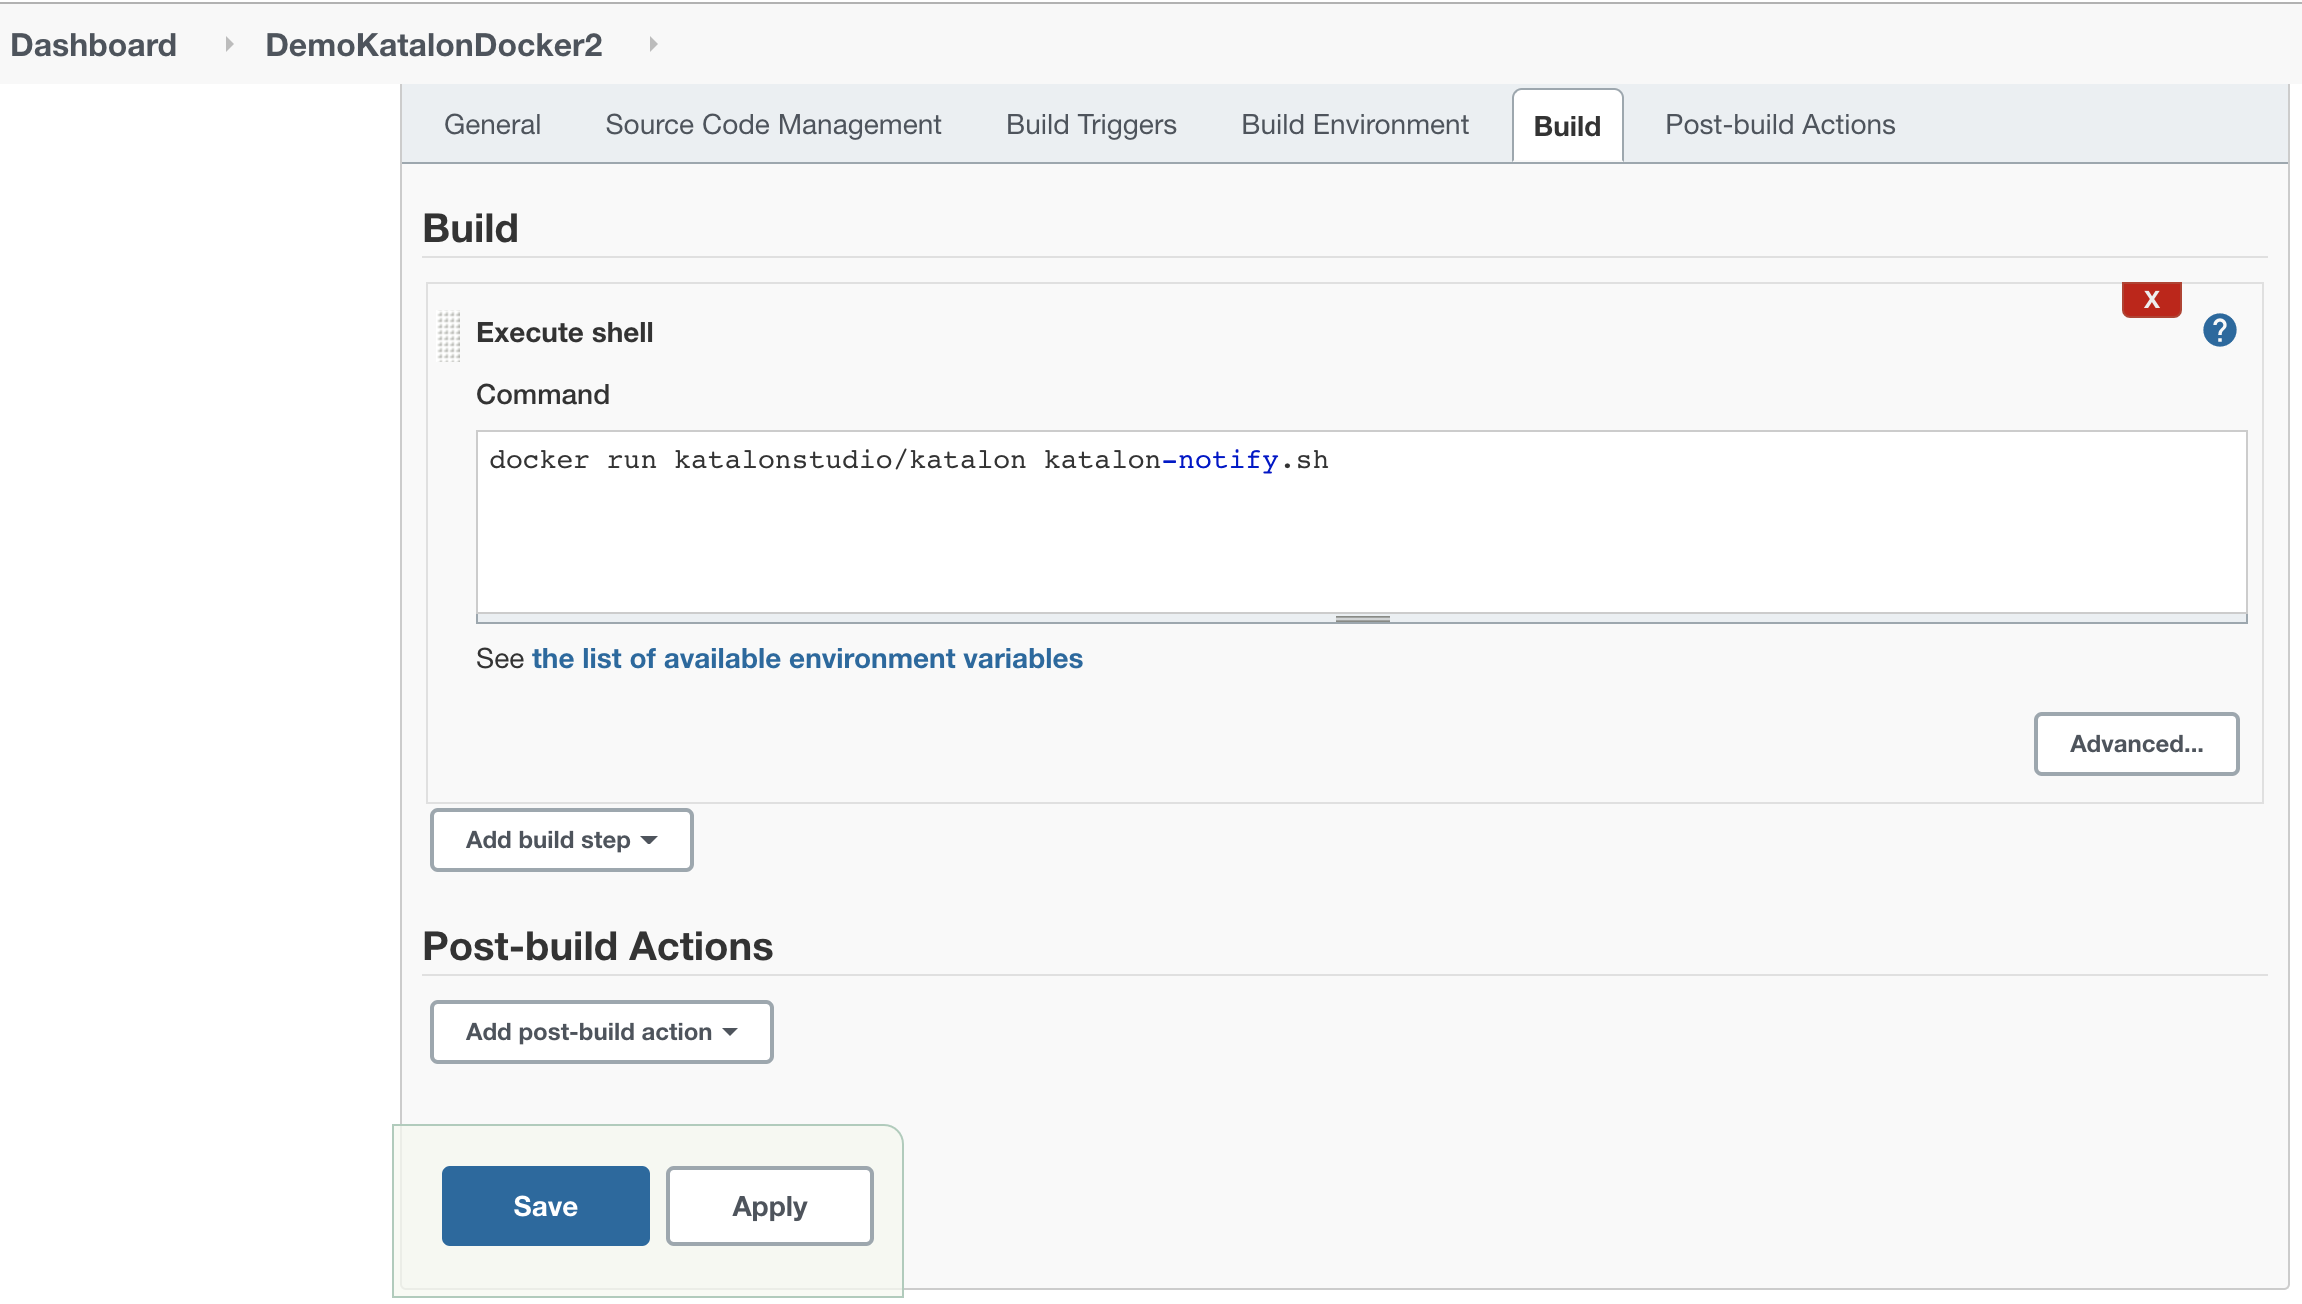 Dashboard DemoKatalonDocker2
General Source Code Management Build Triggers Build Environment Build Post-build Actions
Build
X
Execute shell
?
Command
docker run katalonstudio/katalon katalon-notify.sh
See the list of available environment variables
Advanced...
Add build step
Post-build Actions
Add post-build action
Save Apply